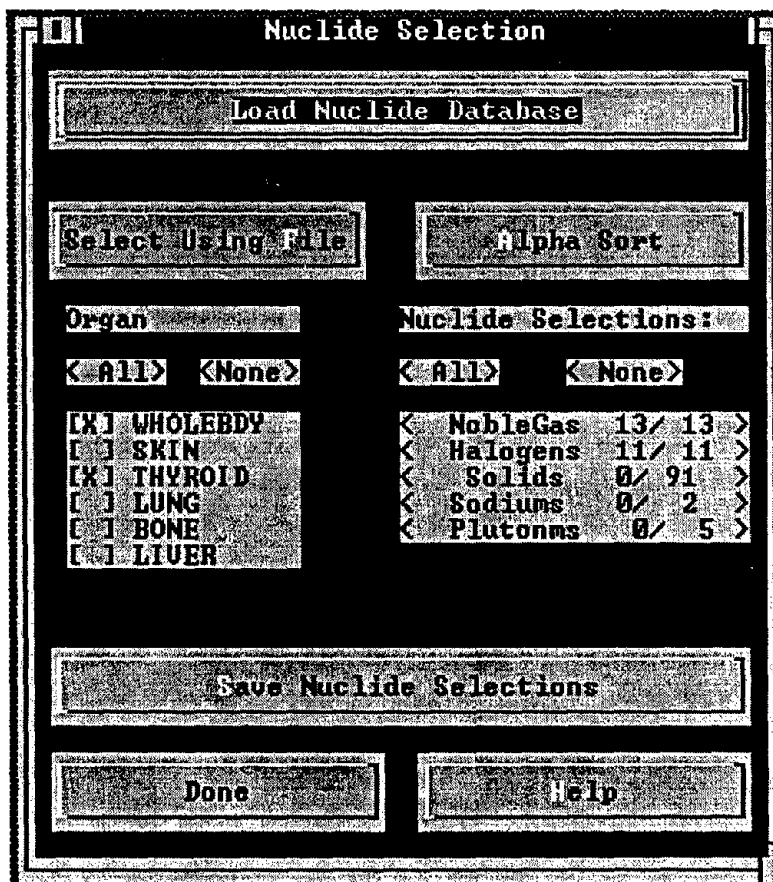 Nuclide Selection
Load Nuclide Database
Select Using File
Alpha Sort
Organ
Nuclide Selections:
< All> <None>
< All> < None>
[X] WHOLEBDY
[ ] SKIN
[X] THYROID
[ ] LUNG
[ ] BONE
[ ] LIVER
< NobleGas 13/ 13 >
< Halogens 11/ 11 >
< Solids 0/ 91 >
< Sodiums 0/ 2 >
< Plutonms 0/ 5 >
Save Nuclide Selections
Done
Help